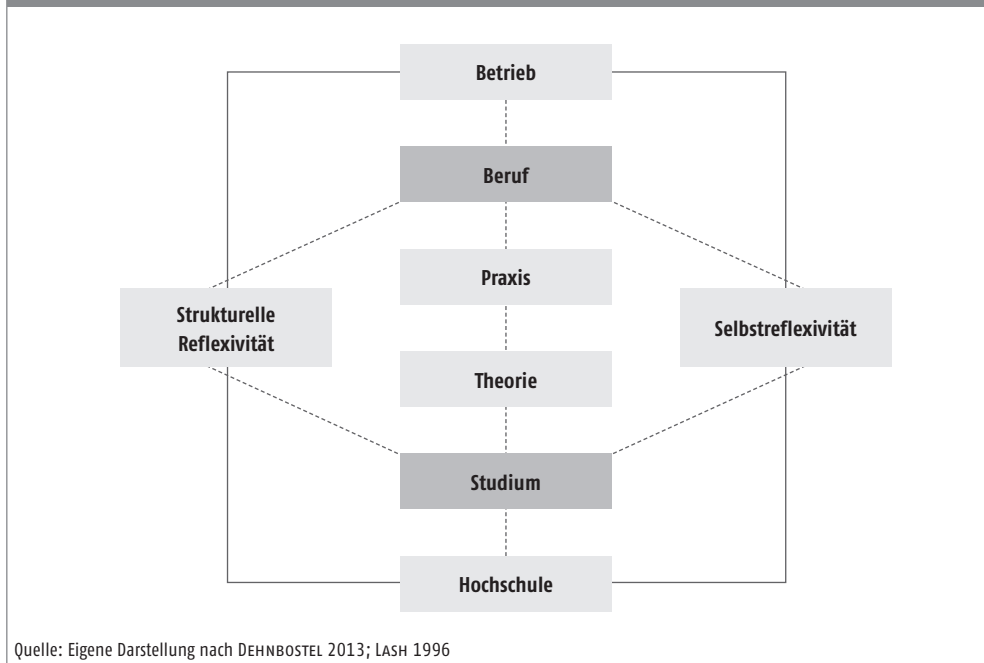 Betrieb
Beruf
Praxis
Strukturelle
Reflexivität
Selbstreflexivität
Theorie
Studium
Hochschule
Quelle: Eigene Darstellung nach DEHNBOSTEL 2013; LASH 1996